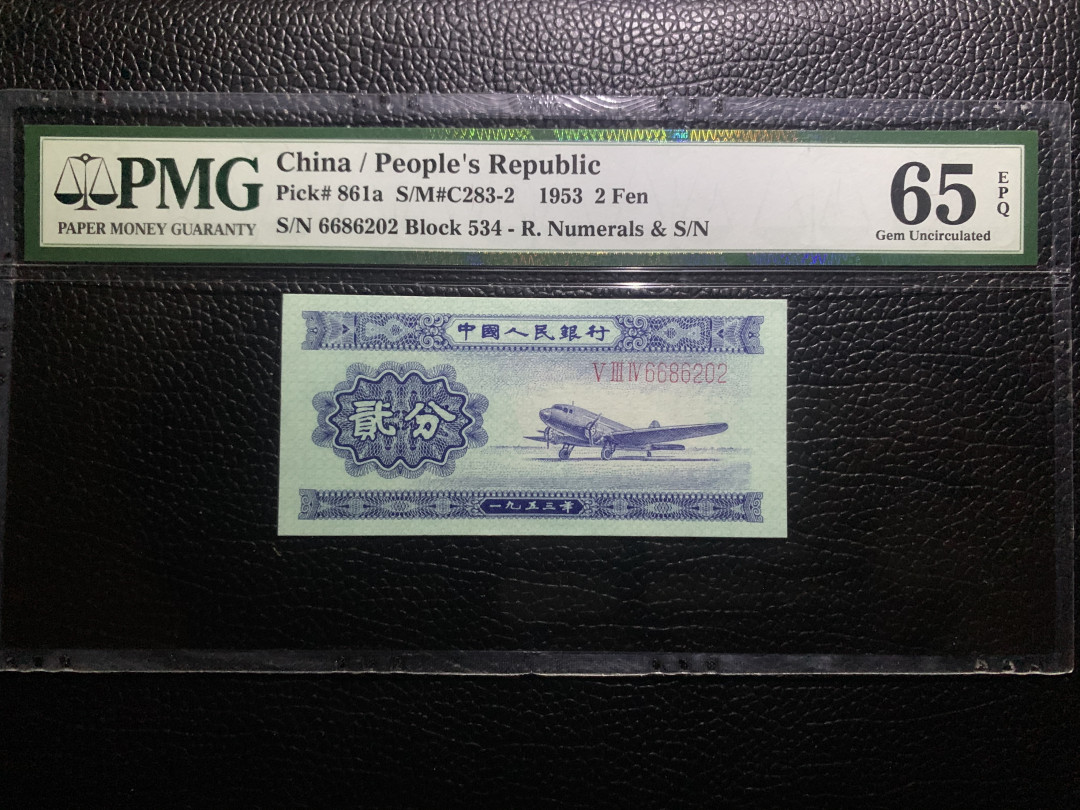 PMG
PAPER MONEY GUARANTY
China / People's Republic
Pick# 861a S/M#C283-2 1953 2 Fen
S/N 6686202 Block 534 - R. Numerals & S/N
65
EPQ
Gem Uncirculated
中國人民銀行
V III IV 6686202
貳分
一九五三年